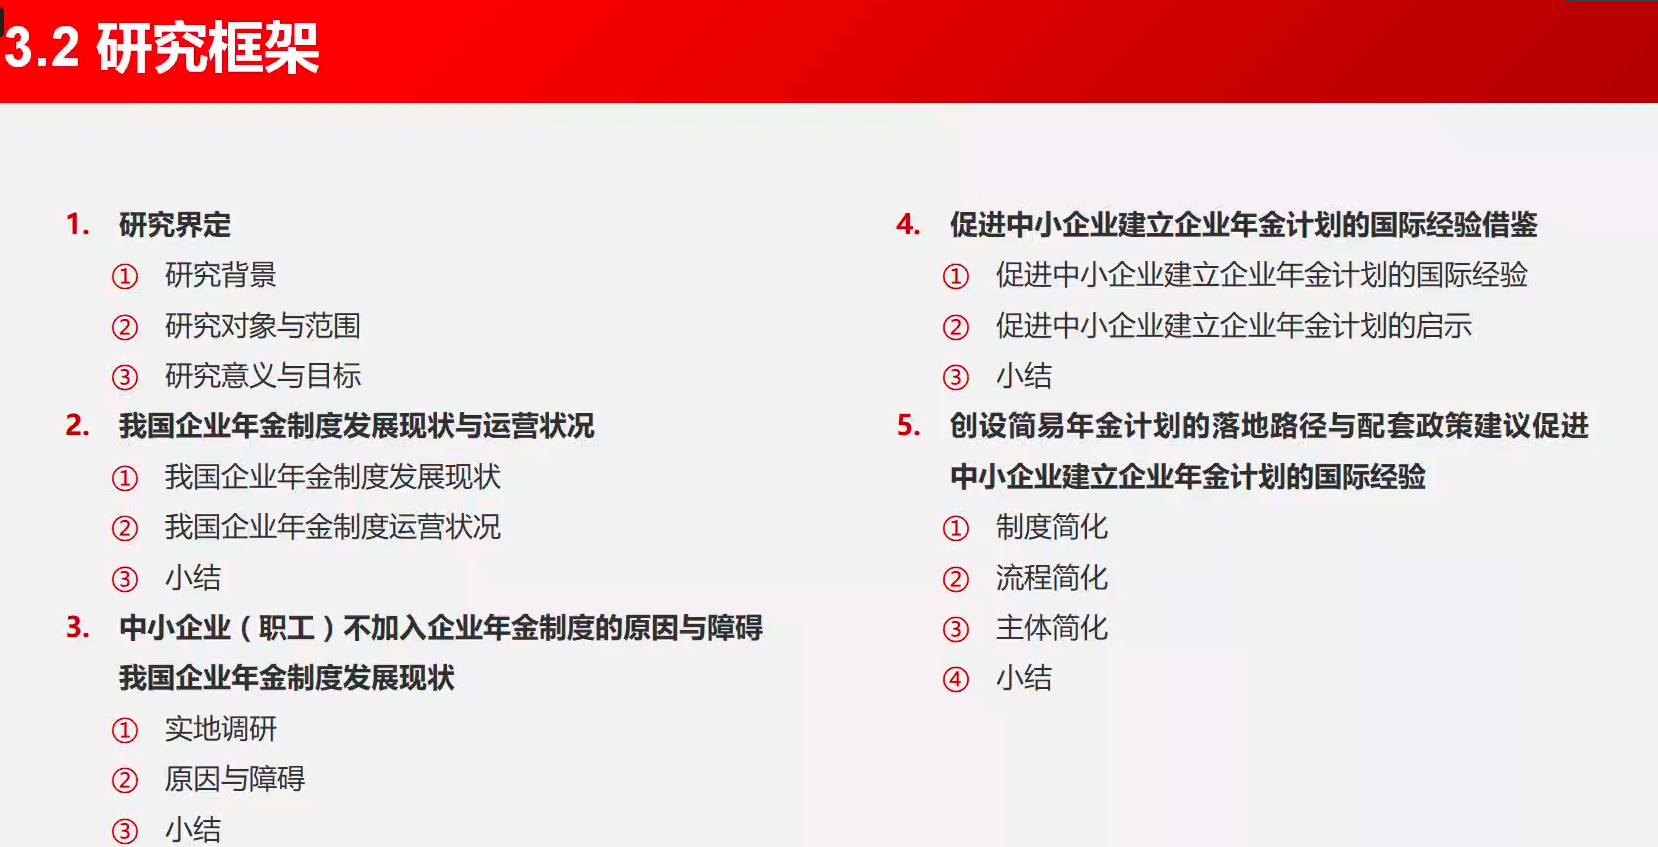 3.2 研究框架
1. 研究界定
① 研究背景
② 研究对象与范围
③ 研究意义与目标
2. 我国企业年金制度发展现状与运营状况
① 我国企业年金制度发展现状
② 我国企业年金制度运营状况
③ 小结
3. 中小企业（职工）不加入企业年金制度的原因与障碍
我国企业年金制度发展现状
① 实地调研
② 原因与障碍
③ 小结
4. 促进中小企业建立企业年金计划的国际经验借鉴
① 促进中小企业建立企业年金计划的国际经验
② 促进中小企业建立企业年金计划的启示
③ 小结
5. 创设简易年金计划的落地路径与配套政策建议促进
中小企业建立企业年金计划的国际经验
① 制度简化
② 流程简化
③ 主体简化
④ 小结